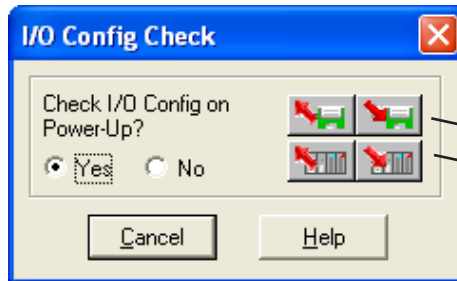 I/O Config Check
Check I/O Config on
Power-Up?
Yes No
Cancel Help